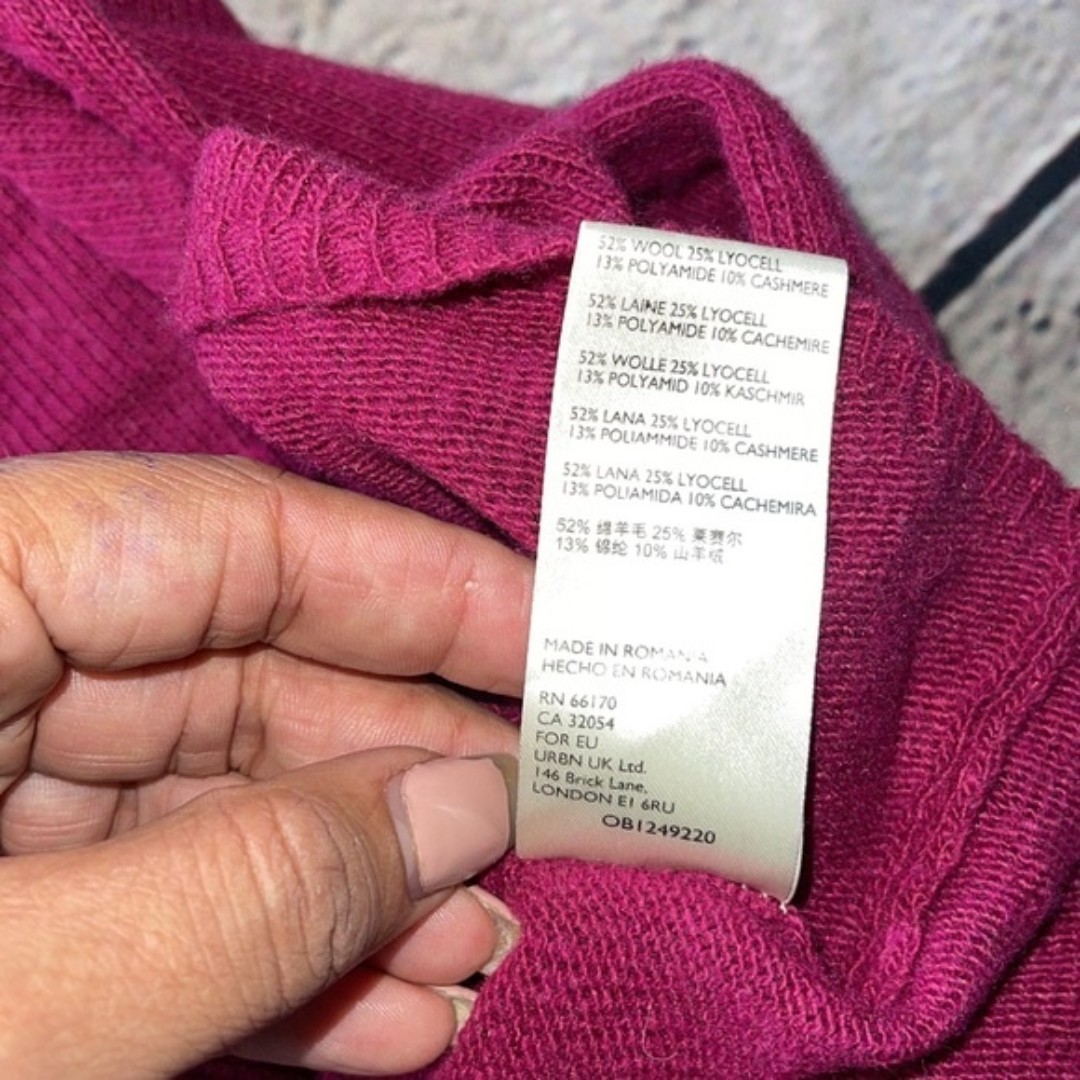 52% WOOL 25% LYOCELL
13% POLYAMIDE 10% CASHMERE
52% LAINE 25% LYOCELL
13% POLYAMIDE 10% CACHEMIRE
52% WOLLE 25% LYOCELL
13% POLYAMID 10% KASCHMIR
52% LANA 25% LYOCELL
13% POLIAMMIDE 10% CASHMERE
52% LANA 25% LYOCELL
13% POLIAMIDA 10% CACHEMIRA
52% 绵羊毛 25% 莱赛尔
13% 锦纶 10% 山羊绒
MADE IN ROMANIA
HECHO EN ROMANIA
RN 66170
CA 32054
FOR EU
URBN UK Ltd.
146 Brick Lane,
LONDON E1 6RU
OB1249220